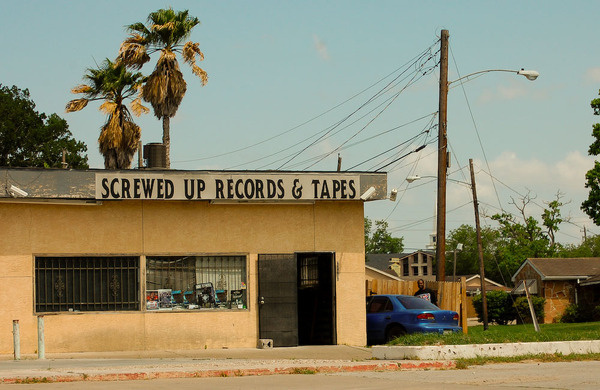 SCREWED UP RECORDS & TAPES